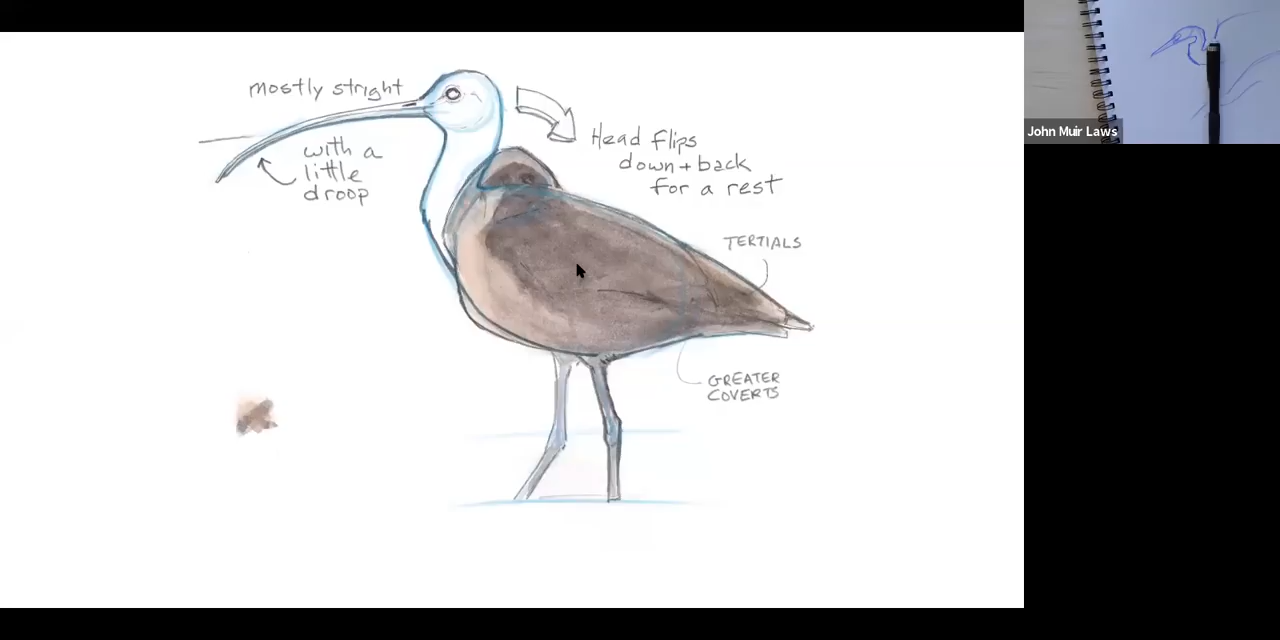 mostly stright
with a
little
droop
Head flips
down + back
for a rest
TERTIALS
GREATER
COVERTS
John Muir Laws